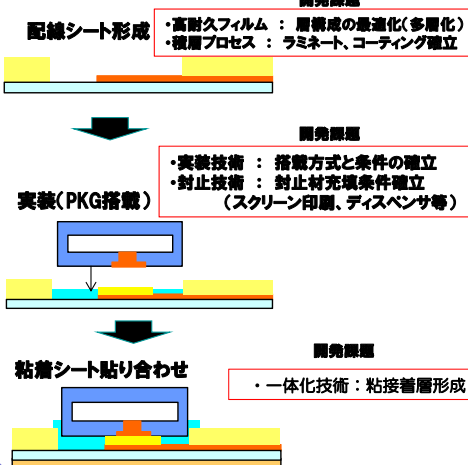 開発課題
配線シート形成
・高耐久フィルム : 層構成の最適化(多層化)
・積層プロセス : ラミネート、コーティング確立
開発課題
・実装技術 : 搭載方式と条件の確立
・封止技術 : 封止材充填条件確立
(スクリーン印刷、ディスペンサ等)
実装(PKG搭載)
開発課題
粘着シート貼り合わせ
・一体化技術:粘接着層形成